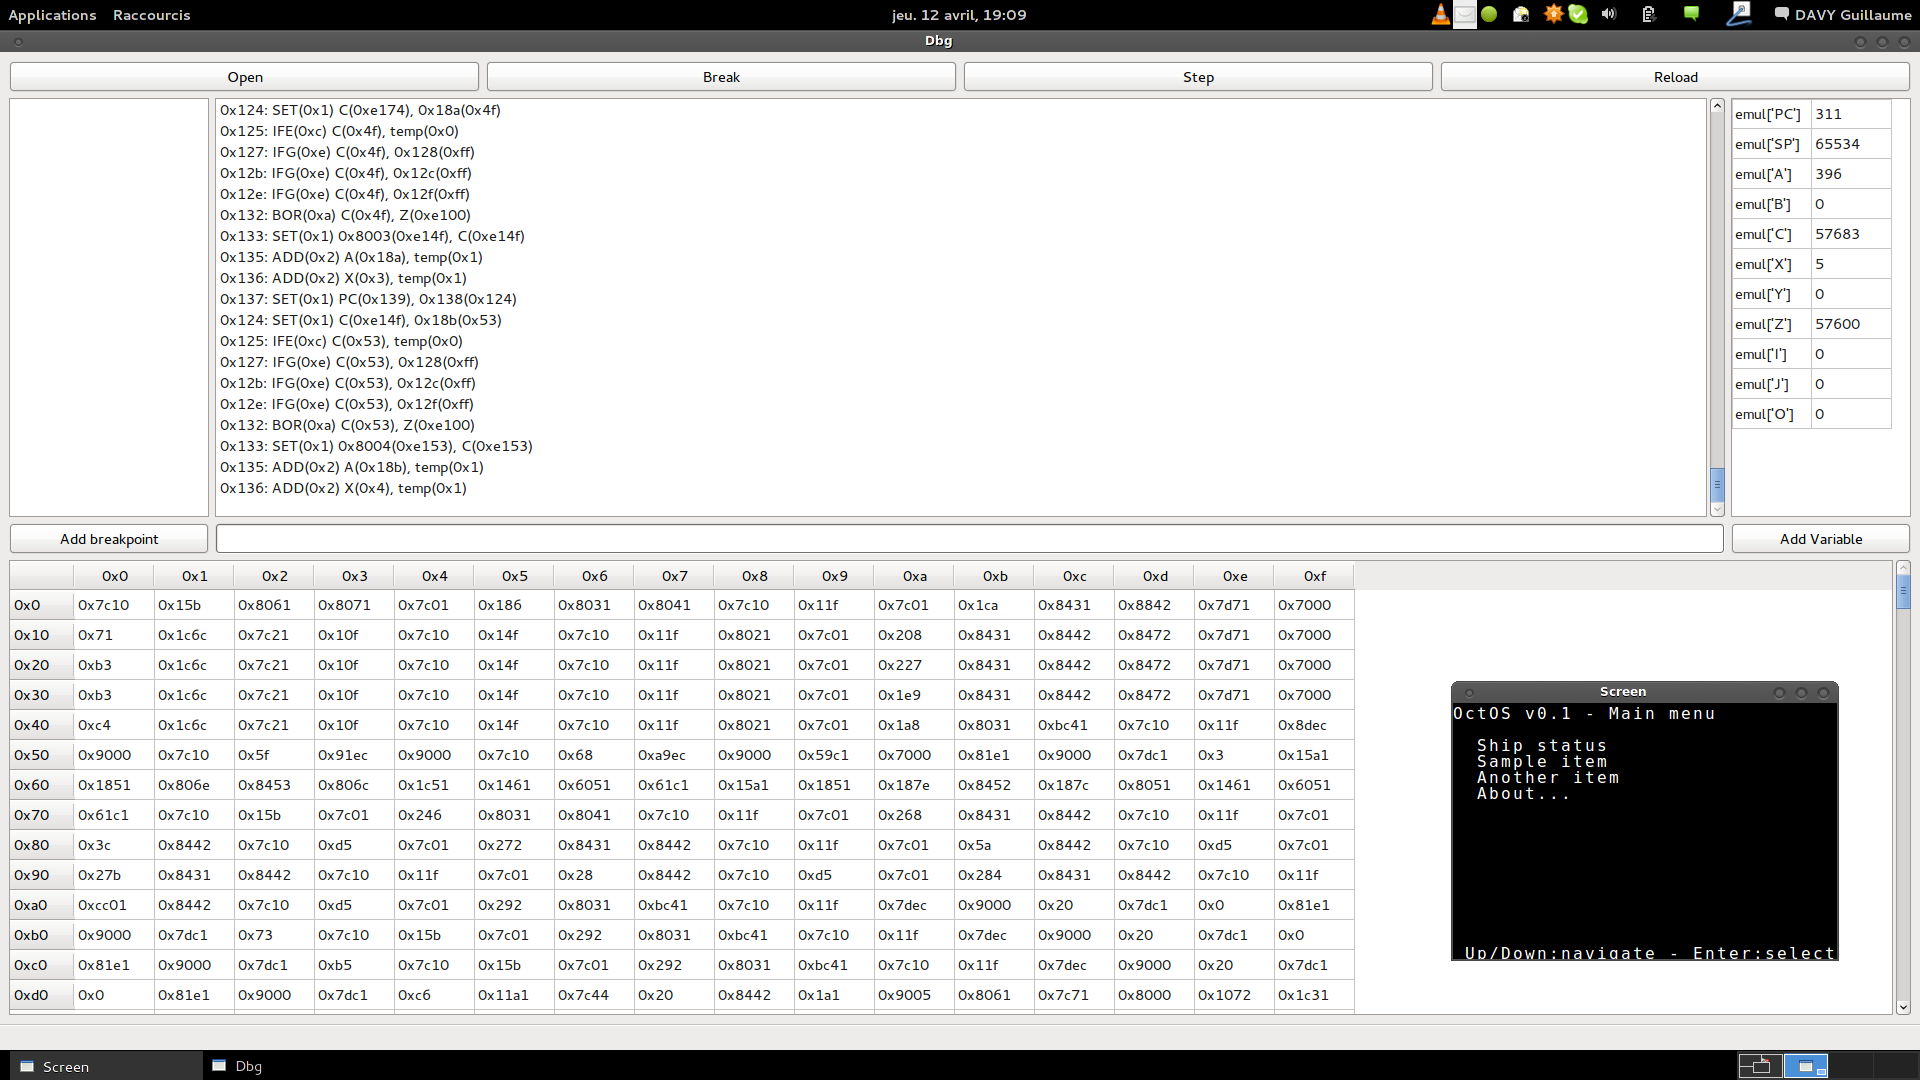 Applications Raccourcis jeu. 12 avril, 19:09 DAVY Guillaume
Dbg
Open Break Step Reload
0x124: SET(0x1) C(0xe174), 0x18a(0x4f)
0x125: IFE(0xc) C(0x4f), temp(0x0)
0x127: IFG(0xe) C(0x4f), 0x128(0xff)
0x12b: IFG(0xe) C(0x4f), 0x12c(0xff)
0x12e: IFG(0xe) C(0x4f), 0x12f(0xff)
0x132: BOR(0xa) C(0x4f), Z(0xe100)
0x133: SET(0x1) 0x8003(0xe14f), C(0xe14f)
0x135: ADD(0x2) A(0x18a), temp(0x1)
0x136: ADD(0x2) X(0x3), temp(0x1)
0x137: SET(0x1) PC(0x139), 0x138(0x124)
0x124: SET(0x1) C(0xe14f), 0x18b(0x53)
0x125: IFE(0xc) C(0x53), temp(0x0)
0x127: IFG(0xe) C(0x53), 0x128(0xff)
0x12b: IFG(0xe) C(0x53), 0x12c(0xff)
0x12e: IFG(0xe) C(0x53), 0x12f(0xff)
0x132: BOR(0xa) C(0x53), Z(0xe100)
0x133: SET(0x1) 0x8004(0xe153), C(0xe153)
0x135: ADD(0x2) A(0x18b), temp(0x1)
0x136: ADD(0x2) X(0x4), temp(0x1)
emul['PC'] 311
emul['SP'] 65534
emul['A'] 396
emul['B'] 0
emul['C'] 57683
emul['X'] 5
emul['Y'] 0
emul['Z'] 57600
emul['I'] 0
emul['J'] 0
emul['O'] 0
Add breakpoint Add Variable
0x0 0x1 0x2 0x3 0x4 0x5 0x6 0x7 0x8 0x9 0xa 0xb 0xc 0xd 0xe 0xf
0x0 0x7c10 0x15b 0x8061 0x8071 0x7c01 0x186 0x8031 0x8041 0x7c10 0x11f 0x7c01 0x1ca 0x8431 0x8842 0x7d71 0x7000
0x10 0x71 0x1c6c 0x7c21 0x10f 0x7c10 0x14f 0x7c10 0x11f 0x8021 0x7c01 0x208 0x8431 0x8442 0x8472 0x7d71 0x7000
0x20 0xb3 0x1c6c 0x7c21 0x10f 0x7c10 0x14f 0x7c10 0x11f 0x8021 0x7c01 0x227 0x8431 0x8442 0x8472 0x7d71 0x7000
0x30 0xb3 0x1c6c 0x7c21 0x10f 0x7c10 0x14f 0x7c10 0x11f 0x8021 0x7c01 0x1e9 0x8431 0x8442 0x8472 0x7d71 0x7000
0x40 0xc4 0x1c6c 0x7c21 0x10f 0x7c10 0x14f 0x7c10 0x11f 0x8021 0x7c01 0x1a8 0x8031 0xbc41 0x7c10 0x11f 0x8dec
0x50 0x9000 0x7c10 0x5f 0x91ec 0x9000 0x7c10 0x68 0xa9ec 0x9000 0x59c1 0x7000 0x81e1 0x9000 0x7dc1 0x3 0x15a1
0x60 0x1851 0x806e 0x8453 0x806c 0x1c51 0x1461 0x6051 0x61c1 0x15a1 0x1851 0x187e 0x8452 0x187c 0x8051 0x1461 0x6051
0x70 0x61c1 0x7c10 0x15b 0x7c01 0x246 0x8031 0x8041 0x7c10 0x11f 0x7c01 0x268 0x8431 0x8442 0x7c10 0x11f 0x7c01
0x80 0x3c 0x8442 0x7c10 0xd5 0x7c01 0x272 0x8431 0x8442 0x7c10 0x11f 0x7c01 0x5a 0x8442 0x7c10 0xd5 0x7c01
0x90 0x27b 0x8431 0x8442 0x7c10 0x11f 0x7c01 0x28 0x8442 0x7c10 0xd5 0x7c01 0x284 0x8431 0x8442 0x7c10 0x11f
0xa0 0xcc01 0x8442 0x7c10 0xd5 0x7c01 0x292 0x8031 0xbc41 0x7c10 0x11f 0x7dec 0x9000 0x20 0x7dc1 0x0 0x81e1
0xb0 0x9000 0x7dc1 0x73 0x7c10 0x15b 0x7c01 0x292 0x8031 0xbc41 0x7c10 0x11f 0x7dec 0x9000 0x20 0x7dc1 0x0
0xc0 0x81e1 0x9000 0x7dc1 0xb5 0x7c10 0x15b 0x7c01 0x292 0x8031 0xbc41 0x7c10 0x11f 0x7dec 0x9000 0x20 0x7dc1
0xd0 0x0 0x81e1 0x9000 0x7dc1 0xc6 0x11a1 0x7c44 0x20 0x8442 0x1a1 0x9005 0x8061 0x7c71 0x8000 0x1072 0x1c31
Screen
OctOS v0.1 - Main menu
Ship status
Sample item
Another item
About...
Up/Down:navigate - Enter:select
Screen Dbg